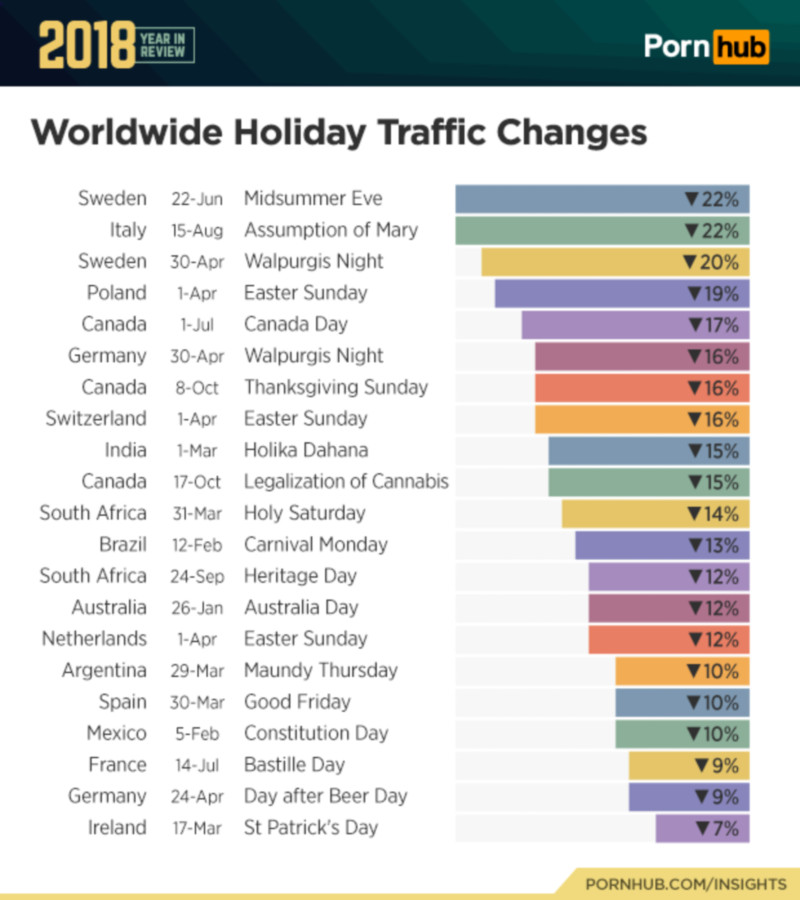 2018 YEAR IN REVIEW
Pornhub
Worldwide Holiday Traffic Changes
Sweden 22-Jun Midsummer Eve ▼22%
Italy 15-Aug Assumption of Mary ▼22%
Sweden 30-Apr Walpurgis Night ▼20%
Poland 1-Apr Easter Sunday ▼19%
Canada 1-Jul Canada Day ▼17%
Germany 30-Apr Walpurgis Night ▼16%
Canada 8-Oct Thanksgiving Sunday ▼16%
Switzerland 1-Apr Easter Sunday ▼16%
India 1-Mar Holika Dahana ▼15%
Canada 17-Oct Legalization of Cannabis ▼15%
South Africa 31-Mar Holy Saturday ▼14%
Brazil 12-Feb Carnival Monday ▼13%
South Africa 24-Sep Heritage Day ▼12%
Australia 26-Jan Australia Day ▼12%
Netherlands 1-Apr Easter Sunday ▼12%
Argentina 29-Mar Maundy Thursday ▼10%
Spain 30-Mar Good Friday ▼10%
Mexico 5-Feb Constitution Day ▼10%
France 14-Jul Bastille Day ▼9%
Germany 24-Apr Day after Beer Day ▼9%
Ireland 17-Mar St Patrick's Day ▼7%
PORNHUB.COM/INSIGHTS